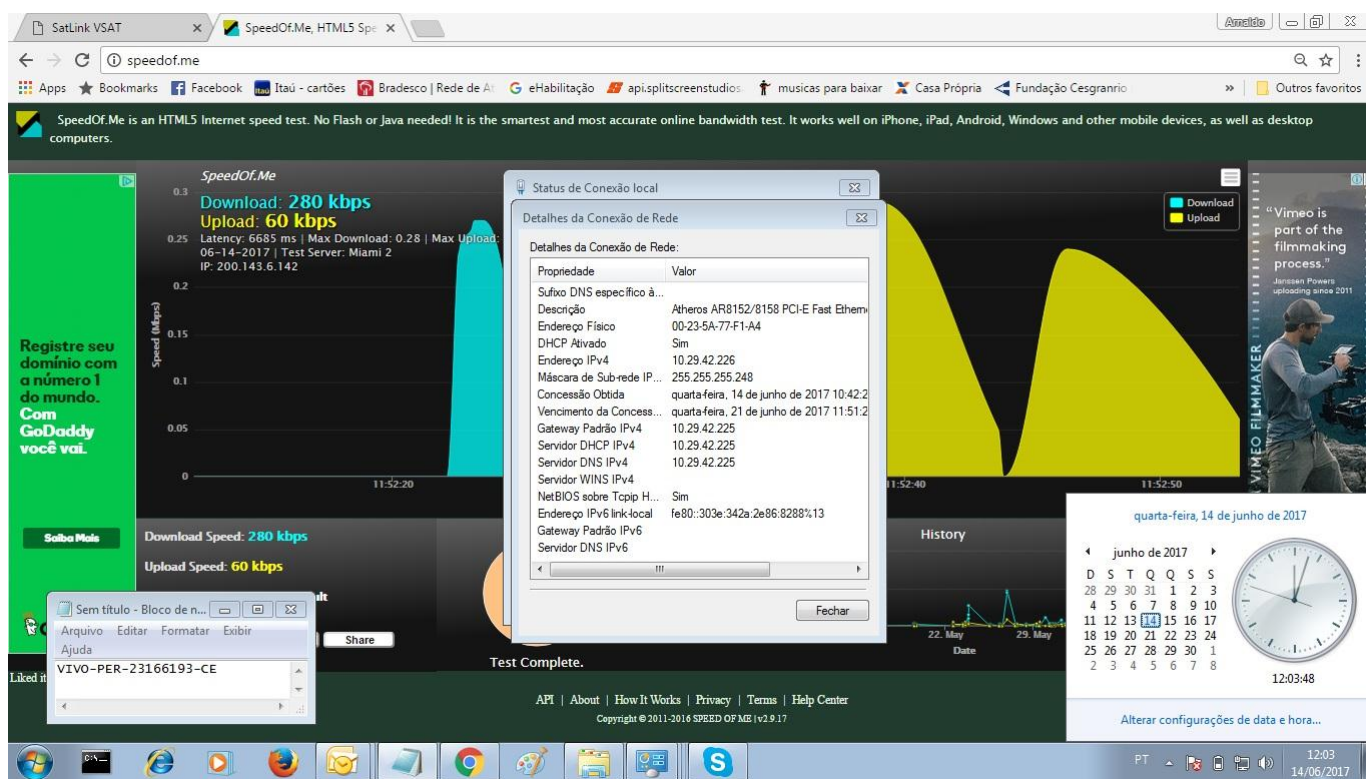 SatLink VSAT
SpeedOf.Me, HTML5 Spe
Arnaldo
speedof.me
Apps
Bookmarks
Facebook
Itaú - cartões
Bradesco | Rede de At
eHabilitação
api.splitscreenstudios
musicas para baixar
Casa Própria
Fundação Cesgranrio
»
Outros favoritos
SpeedOf.Me is an HTML5 Internet speed test. No Flash or Java needed! It is the smartest and most accurate online bandwidth test. It works well on iPhone, iPad, Android, Windows and other mobile devices, as well as desktop
computers.
SpeedOf.Me
Download: 280 kbps
Upload: 60 kbps
Latency: 6685 ms | Max Download: 0.28 | Max Upload:
06-14-2017 | Test Server: Miami 2
IP: 200.143.6.142
Speed (Mbps)
0.3
0.25
0.2
0.15
0.1
0.05
0
11:52:20
11:52:40
11:52:50
Download
Upload
Registre seu
domínio com
a número 1
do mundo.
Com
GoDaddy
você vai.
Saiba Mais
Status de Conexão local
Detalhes da Conexão de Rede
Detalhes da Conexão de Rede:
Propriedade Valor
Sufixo DNS específico à...
Descrição Atheros AR8152/8158 PCI-E Fast Ethern
Endereço Físico 00-23-5A-77-F1-A4
DHCP Ativado Sim
Endereço IPv4 10.29.42.226
Máscara de Sub-rede IP... 255.255.255.248
Concessão Obtida quarta-feira, 14 de junho de 2017 10:42:2
Vencimento da Concess... quarta-feira, 21 de junho de 2017 11:51:2
Gateway Padrão IPv4 10.29.42.225
Servidor DHCP IPv4 10.29.42.225
Servidor DNS IPv4 10.29.42.225
Servidor WINS IPv4
NetBIOS sobre Tcpip H... Sim
Endereço IPv6 link-local fe80::303e:342a:2e86:8288%13
Gateway Padrão IPv6
Servidor DNS IPv6
Fechar
"Vimeo is
part of the
filmmaking
process."
Janssen Powers
uploading since 2011
VIMEO FILMMAKER
Download Speed: 280 kbps
Upload Speed: 60 kbps
Share
Test Complete.
History
22. May
29. May
Date
Liked it
Sem título - Bloco de n...
Arquivo Editar Formatar Exibir
Ajuda
VIVO-PER-23166193-CE
API | About | How It Works | Privacy | Terms | Help Center
Copyright © 2011-2016 SPEED OF ME | v2.9.17
quarta-feira, 14 de junho de 2017
junho de 2017
D S T Q Q S S
28 29 30 31 1 2 3
4 5 6 7 8 9 10
11 12 13 14 15 16 17
18 19 20 21 22 23 24
25 26 27 28 29 30 1
2 3 4 5 6 7 8
12:03:48
Alterar configurações de data e hora...
PT
12:03
14/06/2017